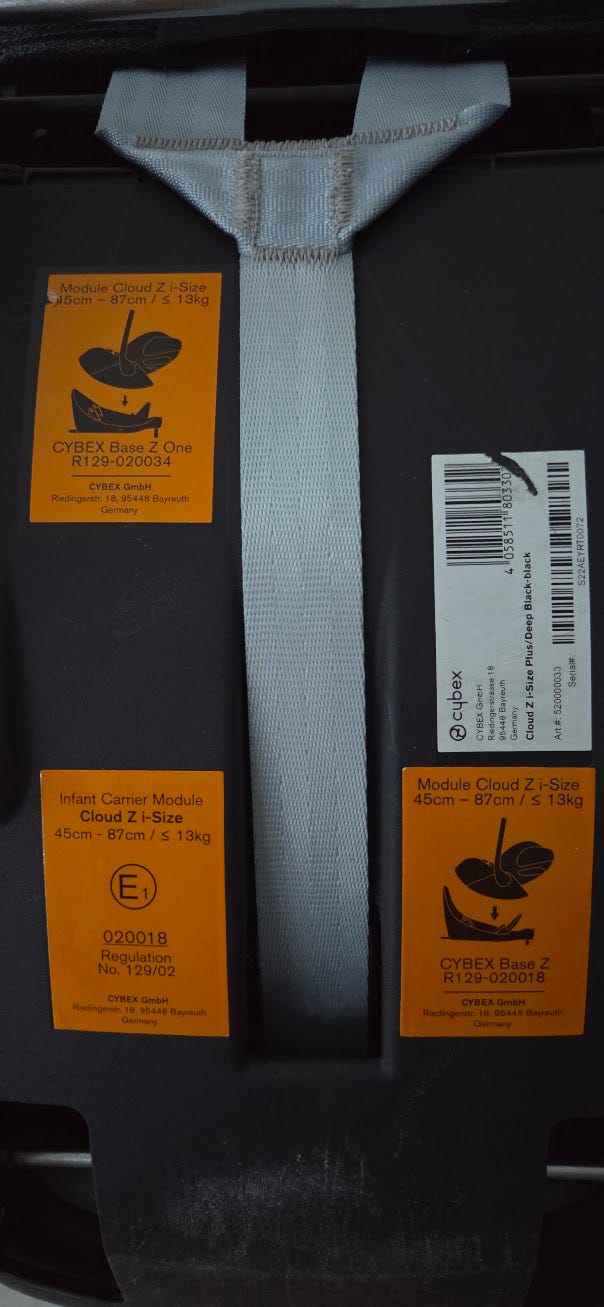 Module Cloud Z i-Size
45cm – 87cm / ≤ 13kg
CYBEX Base Z One
R129-020034
CYBEX GmbH
Riedingerstr. 18, 95448 Bayreuth
Germany
4 058511 803307
cybex
CYBEX GmbH
Riedingerstrasse 18
95448 Bayreuth
Germany
Cloud Z i-Size Plus/Deep Black-black
Art.#: 520000033
Serial#:
S22AEYRT0072
Infant Carrier Module
Cloud Z i-Size
45cm - 87cm / ≤ 13kg
E1
020018
Regulation
No. 129/02
CYBEX GmbH
Riedingerstr. 18, 95448 Bayreuth
Germany
Module Cloud Z i-Size
45cm – 87cm / ≤ 13kg
CYBEX Base Z
R129-020018
CYBEX GmbH
Riedingerstr. 18, 95448 Bayreuth
Germany